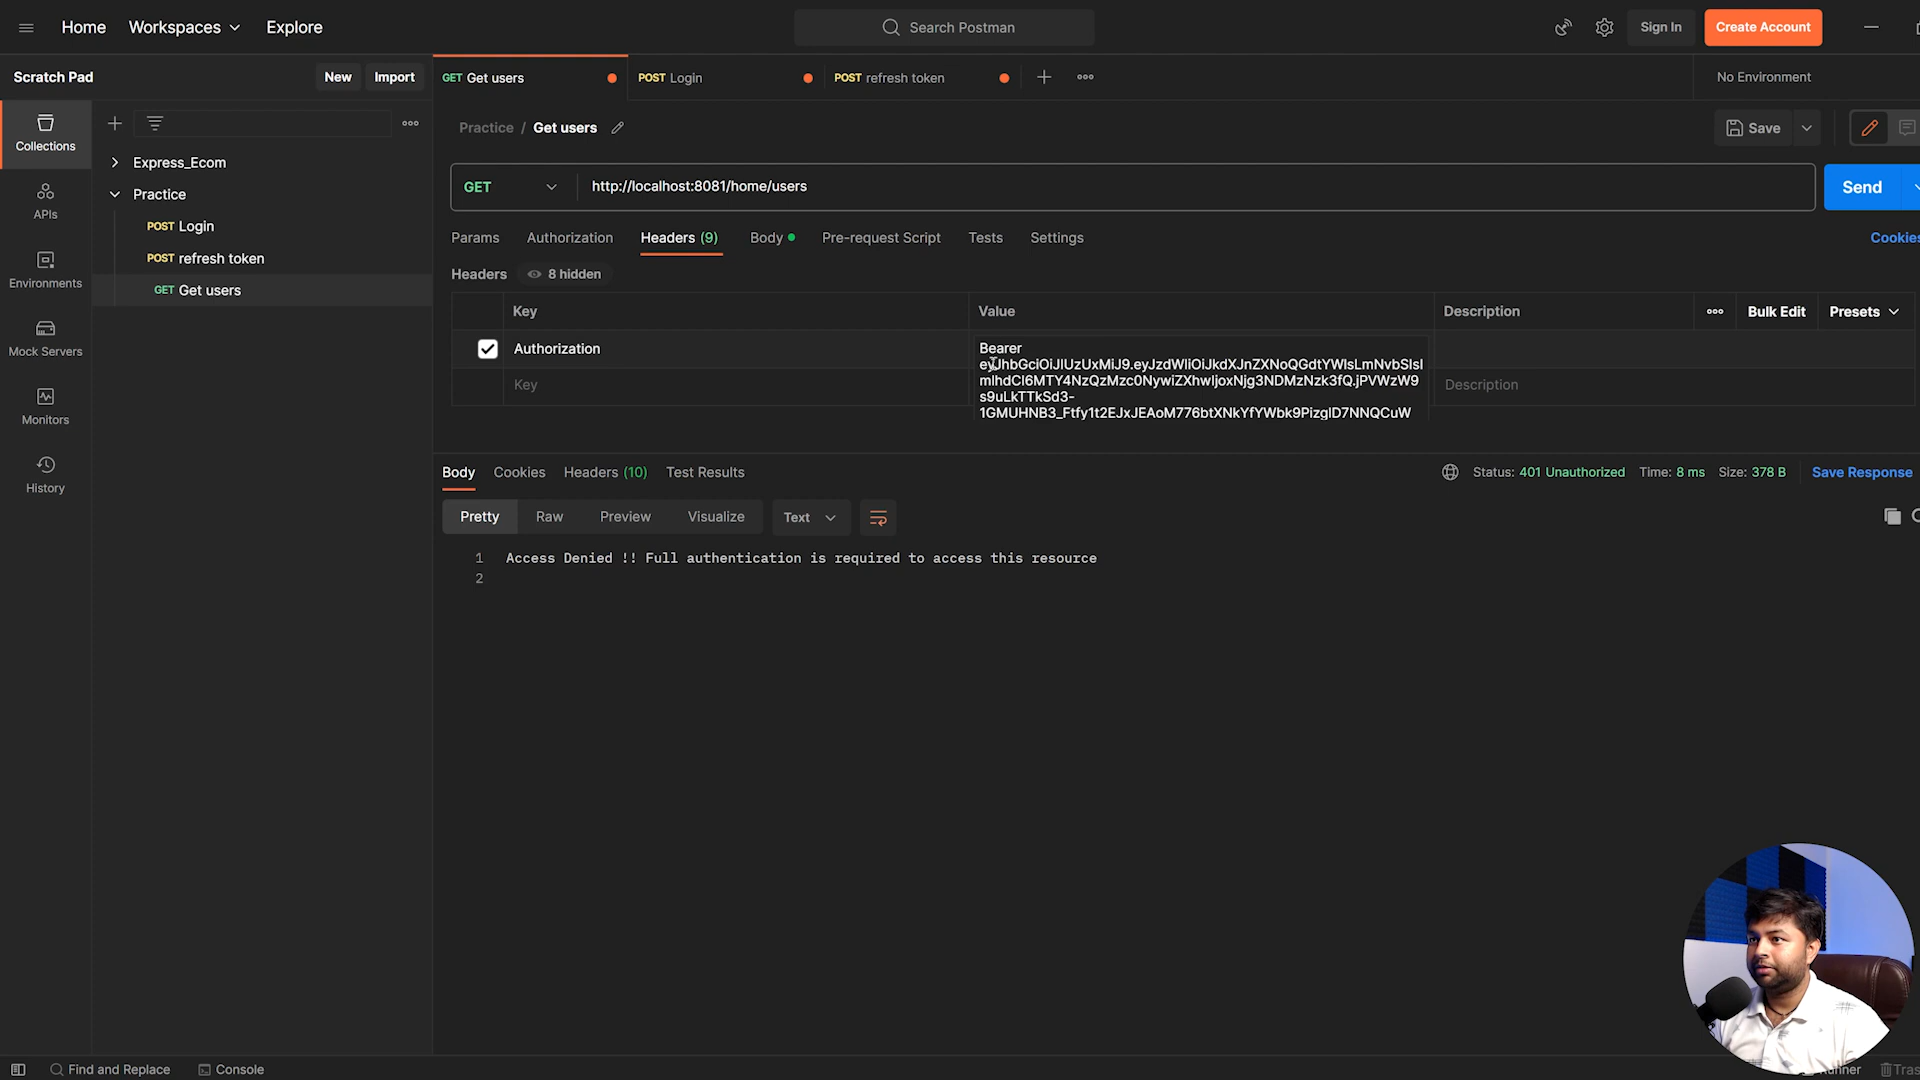 Home
Workspaces
Explore
Search Postman
Sign In
Create Account
Scratch Pad
New
Import
GET Get users
POST Login
POST refresh token
No Environment
Collections
APIs
Environments
Mock Servers
Monitors
History
Express_Ecom
Practice
POST Login
POST refresh token
GET Get users
Practice / Get users
Save
GET
http://localhost:8081/home/users
Send
Params
Authorization
Headers (9)
Body
Pre-request Script
Tests
Settings
Cookies
Headers
8 hidden
Key
Value
Description
Bulk Edit
Presets
Authorization
Bearer
Key
Description
s9uLkTTkSd3-
Body
Cookies
Headers (10)
Test Results
Status: 401 Unauthorized
Time: 8 ms
Size: 378 B
Save Response
Pretty
Raw
Preview
Visualize
Text
1 Access Denied !! Full authentication is required to access this resource
2
Find and Replace
Console